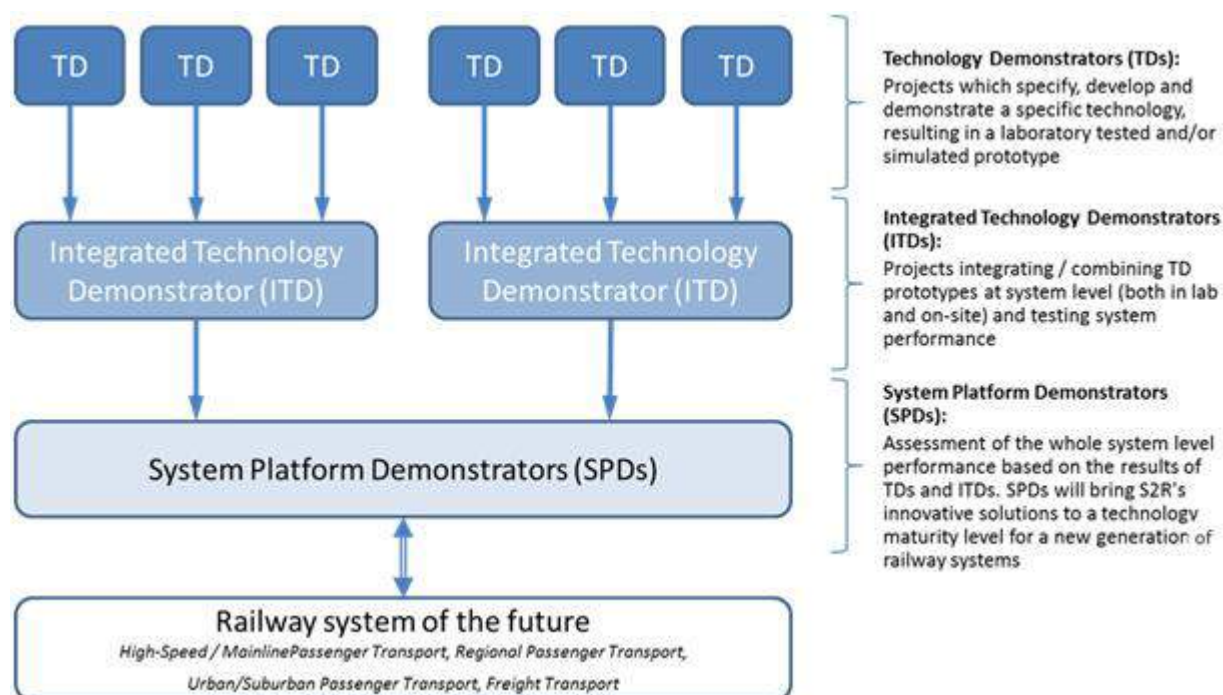 TD TD TD TD TD TD
Technology Demonstrators (TDs):
Projects which specify, develop and
demonstrate a specific technology,
resulting in a laboratory tested and/or
simulated prototype
Integrated Technology
Demonstrator (ITD)
Integrated Technology
Demonstrator (ITD)
Integrated Technology Demonstrators
(ITDs):
Projects integrating / combining TD
prototypes at system level (both in lab
and on-site) and testing system
performance
System Platform Demonstrators (SPDs)
System Platform Demonstrators
(SPDs):
Assessment of the whole system level
performance based on the results of
TDs and ITDs. SPDs will bring S2R's
innovative solutions to a technology
maturity level for a new generation of
railway systems
Railway system of the future
High-Speed / MainlinePassenger Transport, Regional Passenger Transport,
Urban/Suburban Passenger Transport, Freight Transport